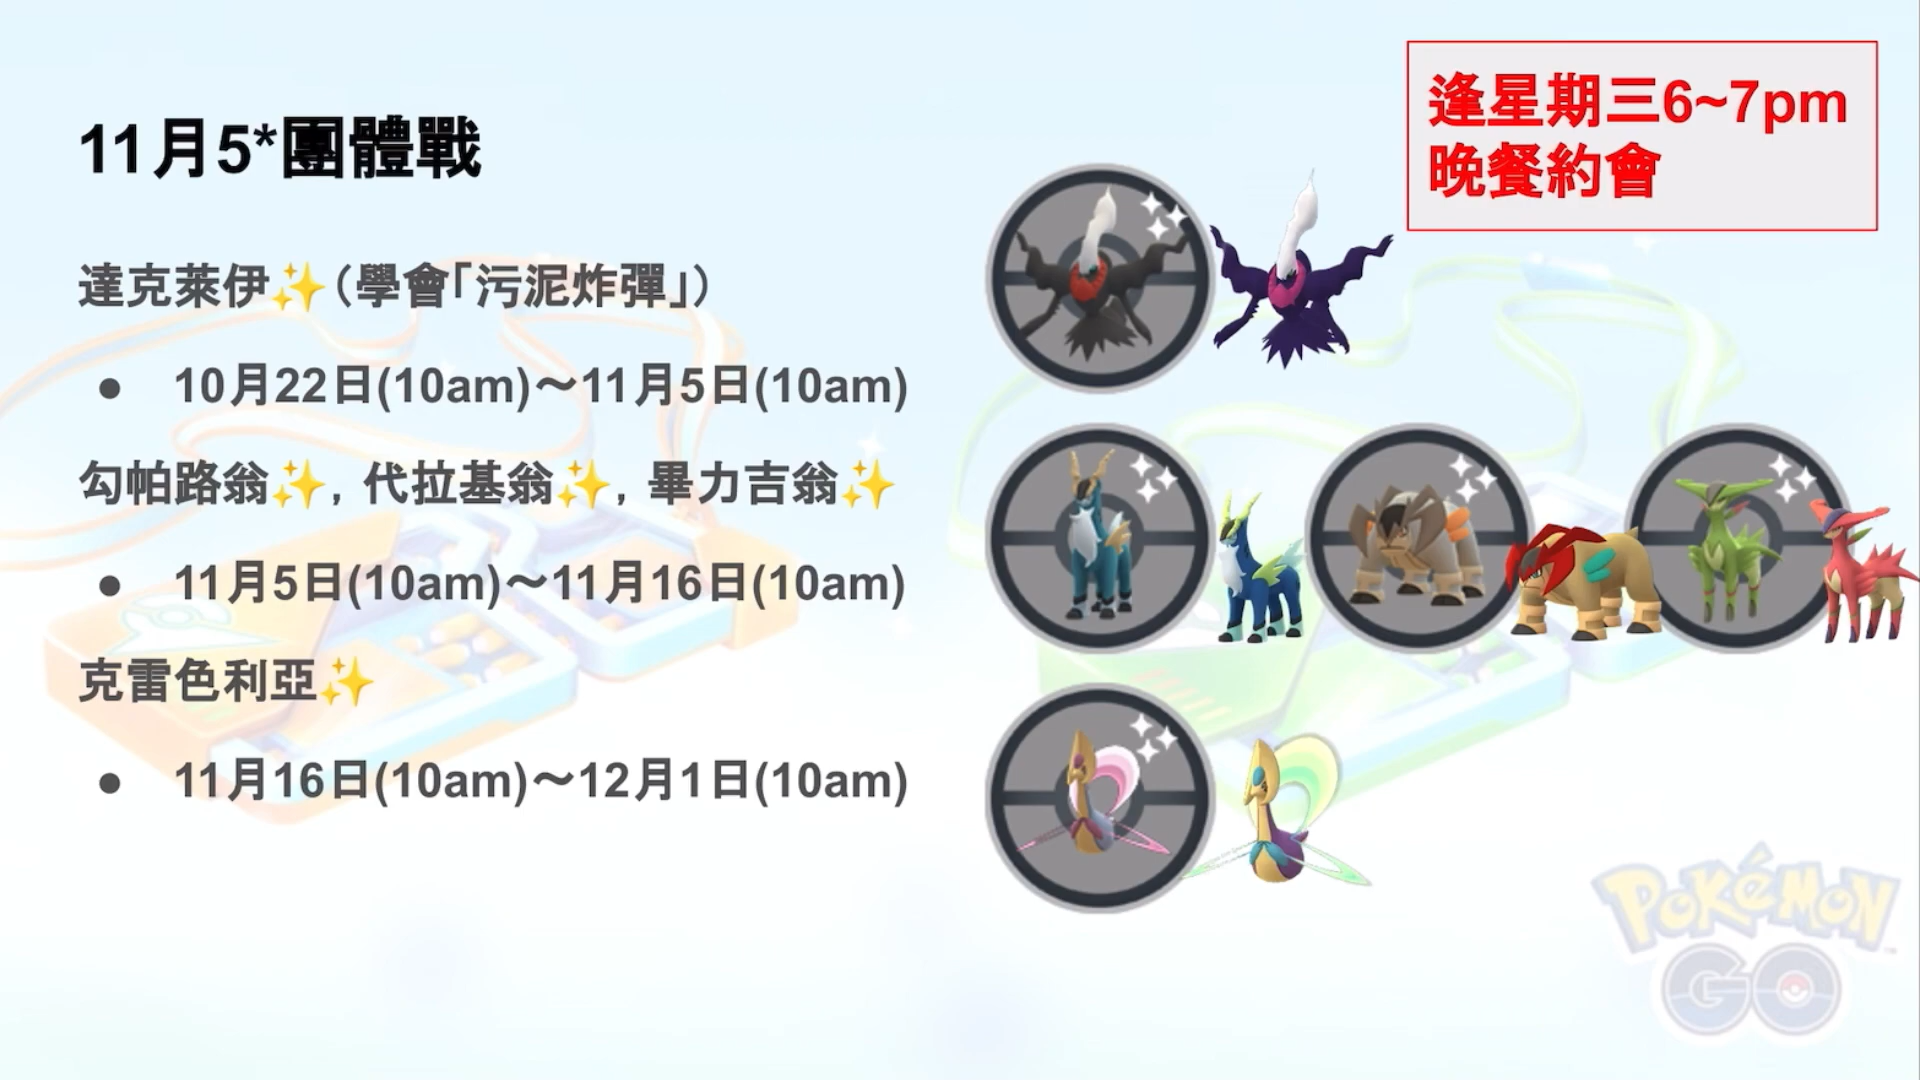 逢星期三6~7pm
晚餐約會
11月5*團體戰
達克萊伊✨（學會「污泥炸彈」）
● 10月22日(10am)～11月5日(10am)
勾帕路翁✨，代拉基翁✨，畢力吉翁✨
● 11月5日(10am)～11月16日(10am)
克雷色利亞✨
● 11月16日(10am)～12月1日(10am)
POKéMON
GO